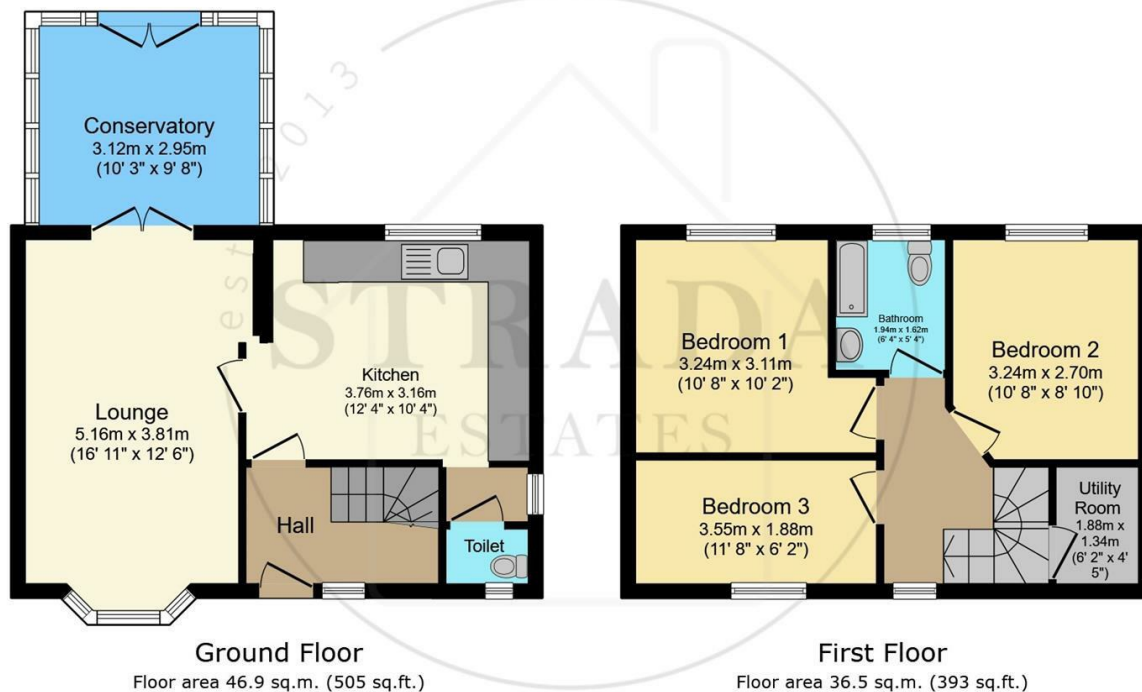 est 2013
STRADA
ESTATES
Conservatory
3.12m x 2.95m
(10' 3" x 9' 8")
Lounge
5.16m x 3.81m
(16' 11" x 12' 6")
Kitchen
3.76m x 3.16m
(12' 4" x 10' 4")
Hall
Toilet
Ground Floor
Floor area 46.9 sq.m. (505 sq.ft.)
Bedroom 1
3.24m x 3.11m
(10' 8" x 10' 2")
Bathroom
1.94m x 1.62m
(6' 4" x 5' 4")
Bedroom 2
3.24m x 2.70m
(10' 8" x 8' 10")
Bedroom 3
3.55m x 1.88m
(11' 8" x 6' 2")
Utility
Room
1.88m x
1.34m
(6' 2" x 4'
5")
First Floor
Floor area 36.5 sq.m. (393 sq.ft.)